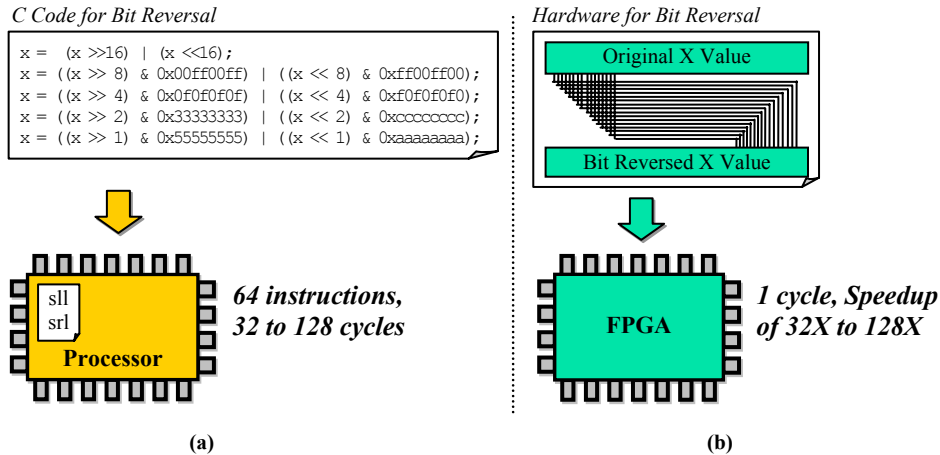 C Code for Bit Reversal
x = (x >>16) | (x <<16);
x = ((x >> 8) & 0x00ff00ff) | ((x << 8) & 0xff00ff00);
x = ((x >> 4) & 0x0f0f0f0f) | ((x << 4) & 0xf0f0f0f0);
x = ((x >> 2) & 0x33333333) | ((x << 2) & 0xcccccccc);
x = ((x >> 1) & 0x55555555) | ((x << 1) & 0xaaaaaaaa);
sll
srl
Processor
64 instructions,
32 to 128 cycles
(a)
Hardware for Bit Reversal
Original X Value
Bit Reversed X Value
FPGA
1 cycle, Speedup
of 32X to 128X
(b)